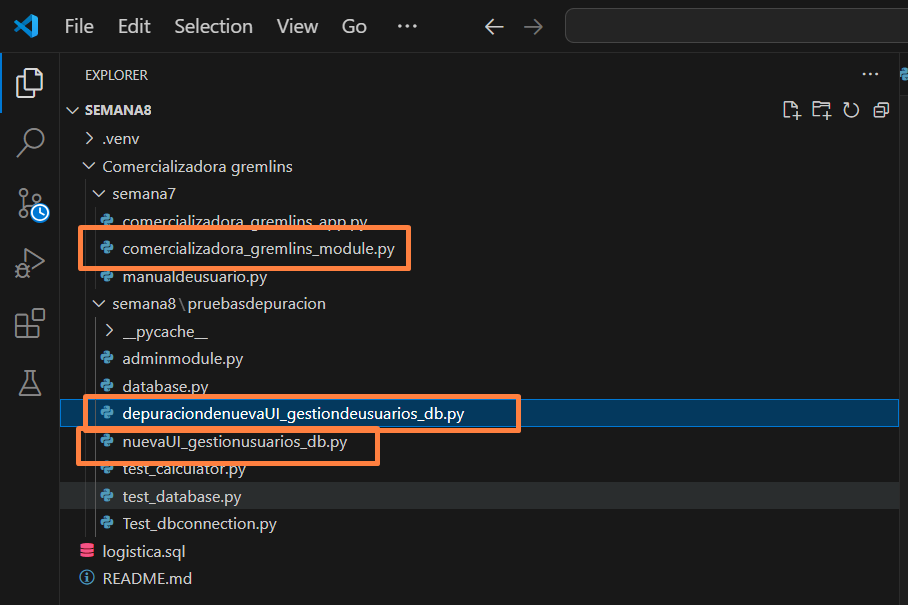 File Edit Selection View Go ···
EXPLORER ···
SEMANA8
.venv
Comercializadora gremlins
semana7
comercializadora_gremlins_app.py
comercializadora_gremlins_module.py
manualdeusuario.py
semana8\pruebasdepuracion
__pycache__
adminmodule.py
database.py
depuraciondenuevaUI_gestiondeusuarios_db.py
nuevaUI_gestionusuarios_db.py
test_calculator.py
test_database.py
Test_dbconnection.py
logistica.sql
README.md